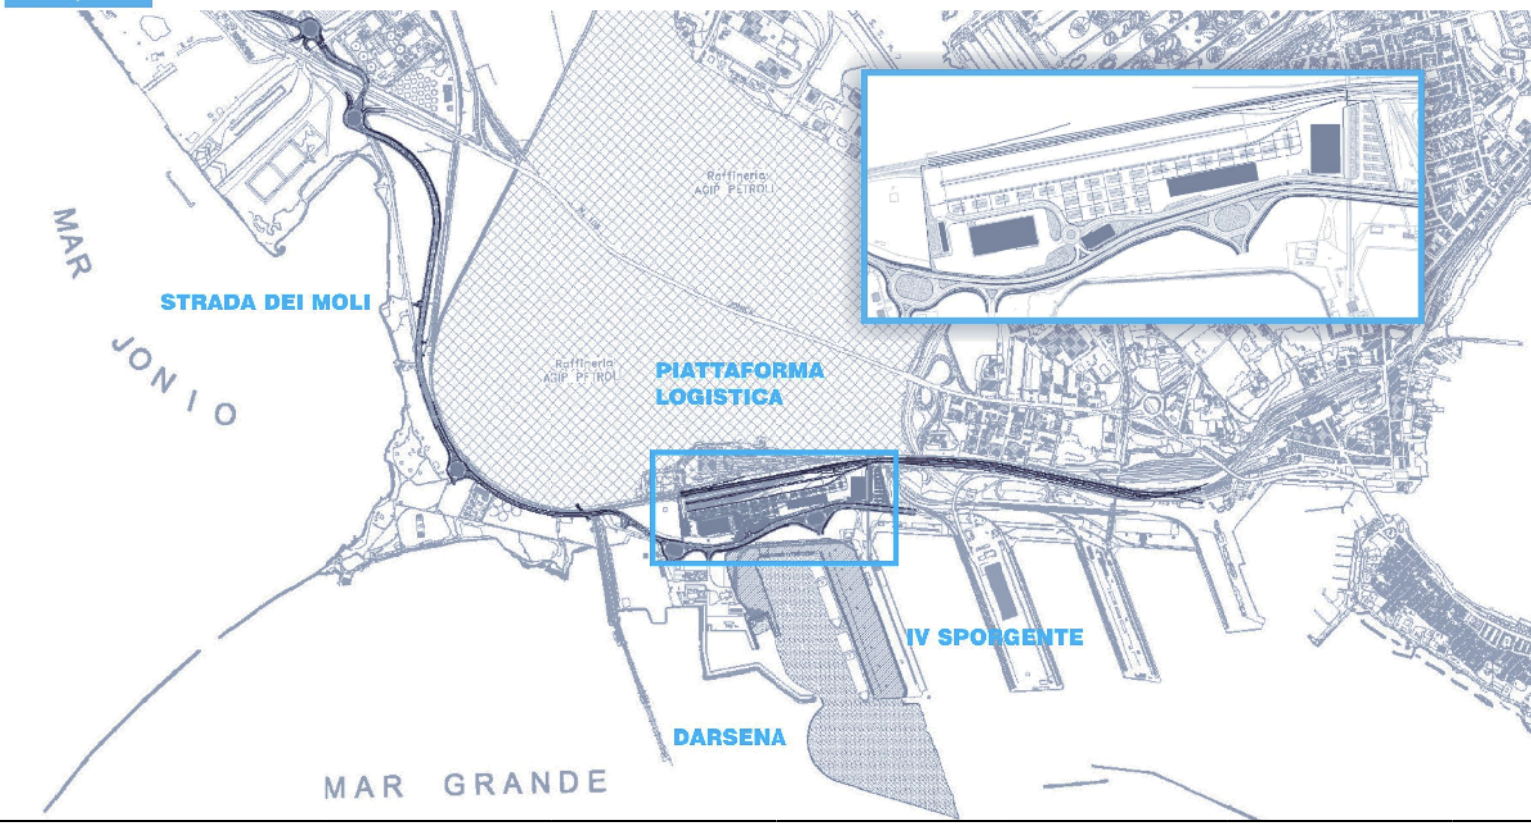 Raffineria
AGIP PETROLI
MAR
JONIO
STRADA DEI MOLI
Raffineria
AGIP PETROLI
PIATTAFORMA
LOGISTICA
IV SPORGENTE
DARSENA
MAR GRANDE